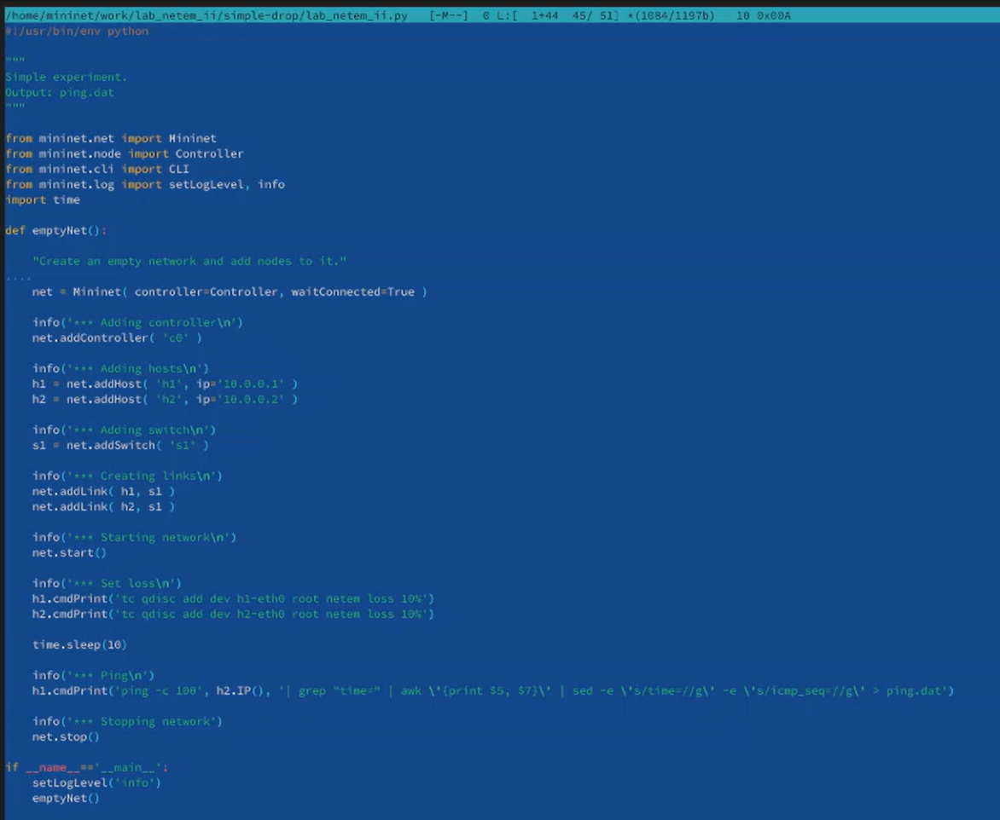 /home/mininet/work/lab_netem_ii/simple-drop/lab_netem_ii.py   [-M--]  0 L:[  1+44  45/ 51] *(1084/1197b)   10 0x00A
#!/usr/bin/env python
"""
Simple experiment.
Output: ping.dat
"""
from mininet.net import Mininet
from mininet.node import Controller
from mininet.cli import CLI
from mininet.log import setLogLevel, info
import time
def emptyNet():
    "Create an empty network and add nodes to it."
....
    net = Mininet( controller=Controller, waitConnected=True )
    info('*** Adding controller\n')
    net.addController( 'c0' )
    info('*** Adding hosts\n')
    h1 = net.addHost( 'h1', ip='10.0.0.1' )
    h2 = net.addHost( 'h2', ip='10.0.0.2' )
    info('*** Adding switch\n')
    s1 = net.addSwitch( 's1' )
    info('*** Creating links\n')
    net.addLink( h1, s1 )
    net.addLink( h2, s1 )
    info('*** Starting network\n')
    net.start()
    info('*** Set loss\n')
    h1.cmdPrint('tc qdisc add dev h1-eth0 root netem loss 10%')
    h2.cmdPrint('tc qdisc add dev h2-eth0 root netem loss 10%')
    time.sleep(10)
    info('*** Ping\n')
    h1.cmdPrint('ping -c 100', h2.IP(), '| grep "time=" | awk \'{print $5, $7}\' | sed -e \'s/time=//g\' -e \'s/icmp_seq=//g\' > ping.dat')
    info('*** Stopping network')
    net.stop()
if __name__=='__main__':
    setLogLevel('info')
    emptyNet()